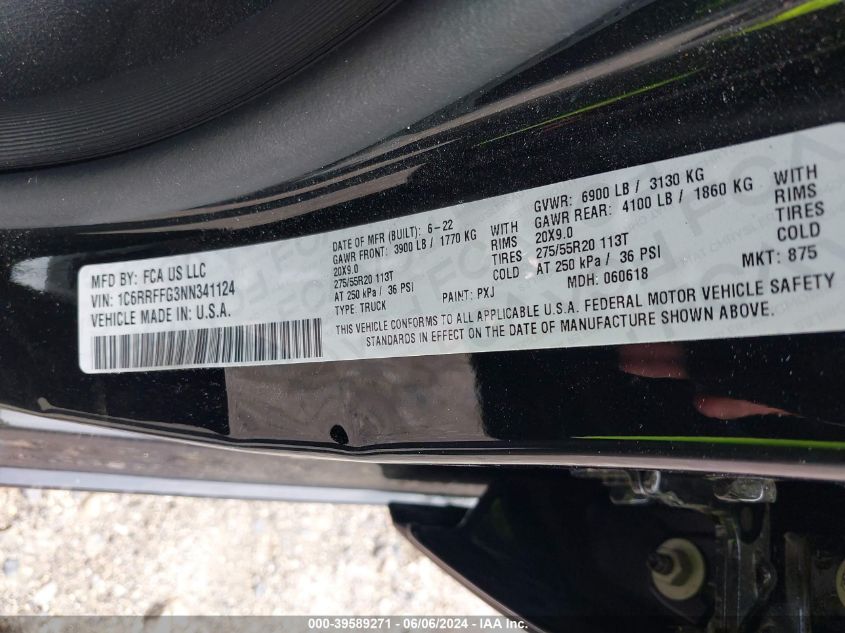 MFD BY: FCA US LLC
VIN: 1C6RRFFG3NN341124
VEHICLE MADE IN: U.S.A.
DATE OF MFR (BUILT): 6-22
GAWR FRONT: 3900 LB / 1770 KG WITH
20X9.0 RIMS
275/55R20 113T TIRES
AT 250 kPa / 36 PSI COLD
TYPE: TRUCK PAINT: PXJ
GVWR: 6900 LB / 3130 KG
GAWR REAR: 4100 LB / 1860 KG WITH
20X9.0 RIMS
275/55R20 113T TIRES
AT 250 kPa / 36 PSI COLD
MDH: 060618 MKT: 875
THIS VEHICLE CONFORMS TO ALL APPLICABLE U.S.A. FEDERAL MOTOR VEHICLE SAFETY
STANDARDS IN EFFECT ON THE DATE OF MANUFACTURE SHOWN ABOVE.
000-39589271 - 06/06/2024 - IAA Inc.